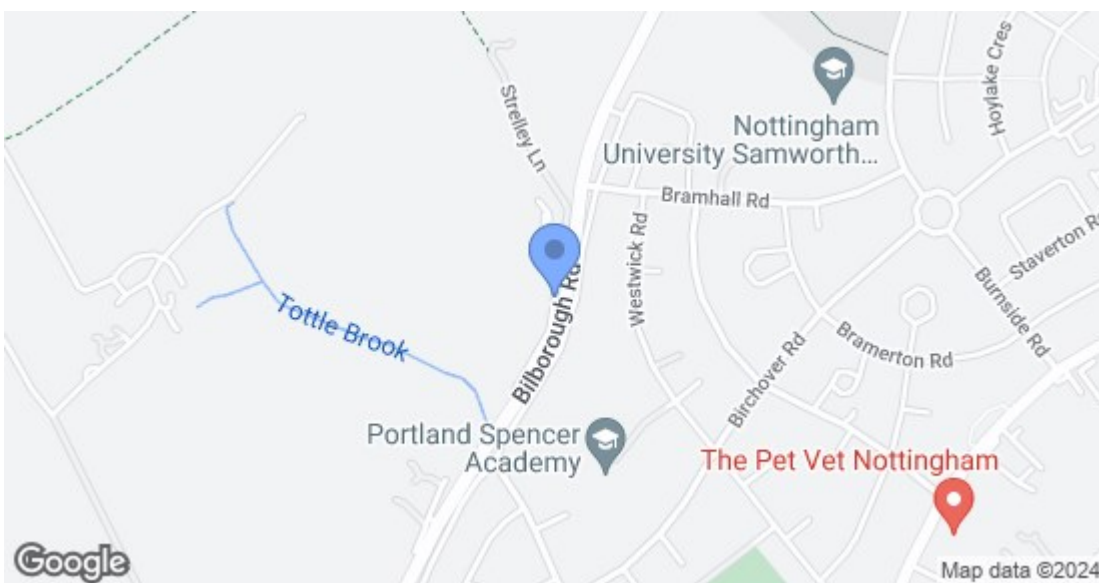 Hoylake Cres
Strelley Ln
Nottingham
University Samworth...
Bramhall Rd
Westwick Rd
Staverton R
Bilborough Rd
Burnside Rd
Tottle Brook
Bramerton Rd
Birchover Rd
Portland Spencer
Academy
The Pet Vet Nottingham
Google
Map data ©2024